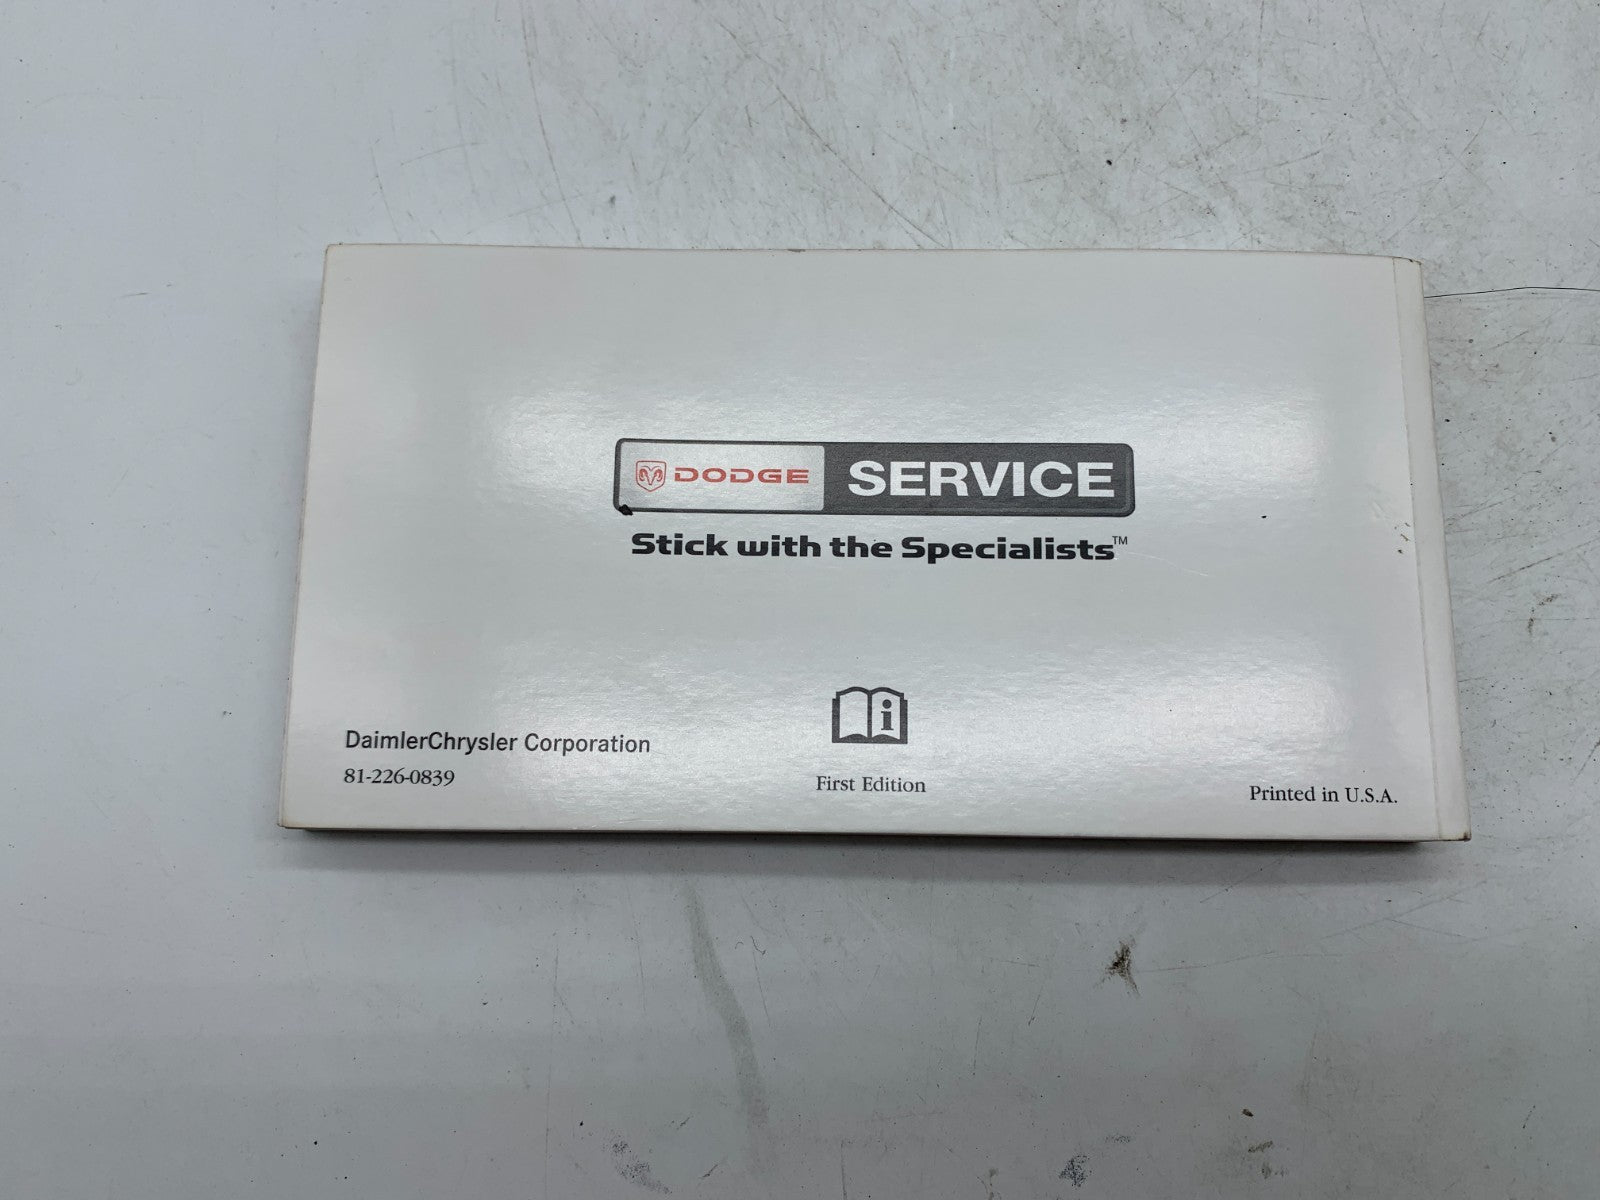 DODGE SERVICE
Stick with the Specialists™
i
DaimlerChrysler Corporation
81-226-0839
First Edition
Printed in U.S.A.